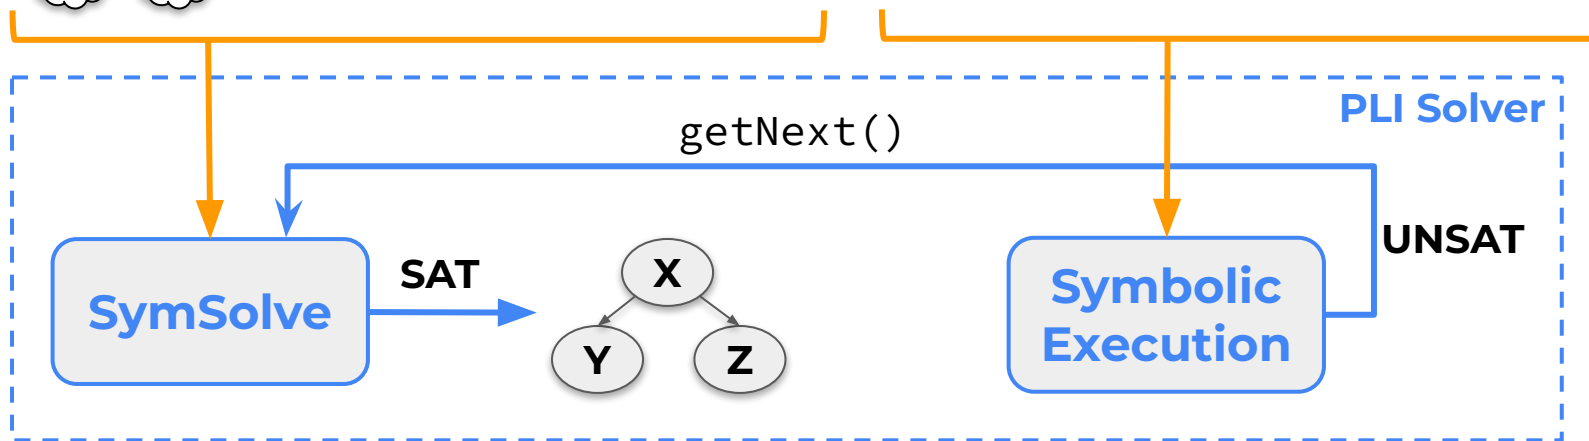 PLI Solver
getNext()
UNSAT
SAT
X
SymSolve
Symbolic
Execution
Y
Z